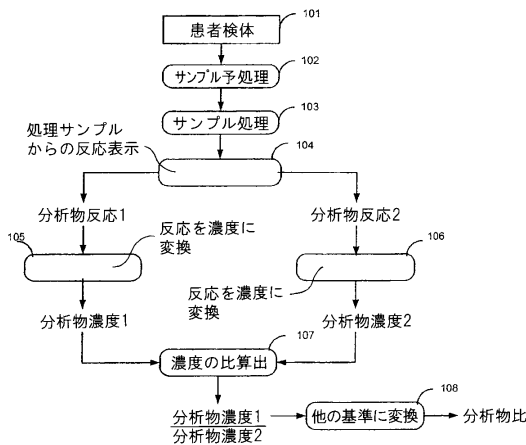 患者検体
101
サンプル予処理
102
サンプル処理
103
処理サンプル
からの反応表示
104
分析物反応1
分析物反応2
105
反応を濃度に
変換
106
反応を濃度に
変換
分析物濃度1
分析物濃度2
107
濃度の比算出
分析物濃度1
分析物濃度2
他の基準に変換
108
分析物比